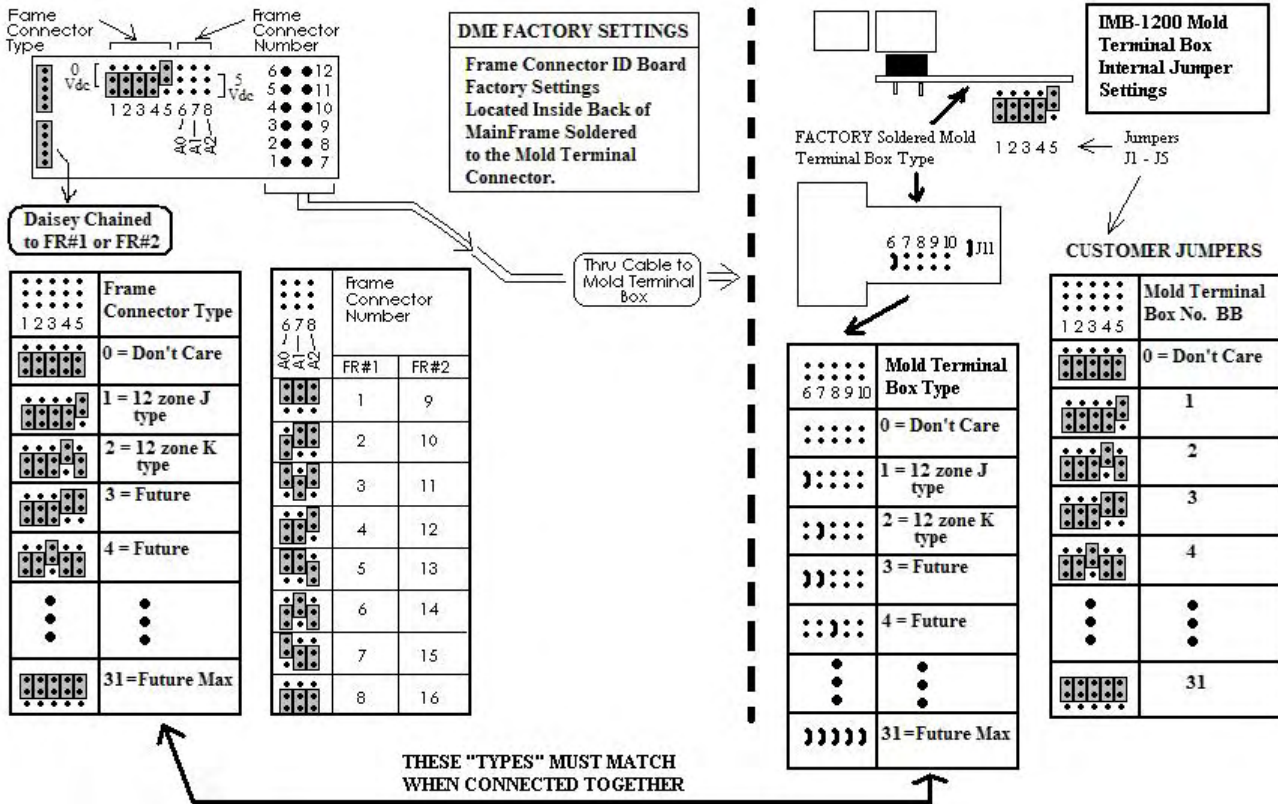 Fame
Connector
Type
Frame
Connector
Number
0
Vdc
5
Vdc
1 2 3 4 5 6 7 8
A0
A1
A2
6 12
5 11
4 10
3 9
2 8
1 7
Daisey Chained
to FR#1 or FR#2
DME FACTORY SETTINGS
Frame Connector ID Board
Factory Settings
Located Inside Back of
MainFrame Soldered
to the Mold Terminal
Connector.
Thru Cable to
Mold Terminal
Box
1 2 3 4 5
Frame
Connector Type
0 = Don't Care
1 = 12 zone J
type
2 = 12 zone K
type
3 = Future
4 = Future
31=Future Max
6 7 8
A0
A1
A2
Frame
Connector
Number
FR#1 FR#2
1 9
2 10
3 11
4 12
5 13
6 14
7 15
8 16
IMB-1200 Mold
Terminal Box
Internal Jumper
Settings
FACTORY Soldered Mold
Terminal Box Type
1 2 3 4 5
Jumpers
J1 - J5
6 7 8 9 10
J11
6 7 8 9 10
Mold Terminal
Box Type
0 = Don't Care
1 = 12 zone J
type
2 = 12 zone K
type
3 = Future
4 = Future
31=Future Max
CUSTOMER JUMPERS
1 2 3 4 5
Mold Terminal
Box No. BB
0 = Don't Care
1
2
3
4
31
THESE "TYPES" MUST MATCH
WHEN CONNECTED TOGETHER